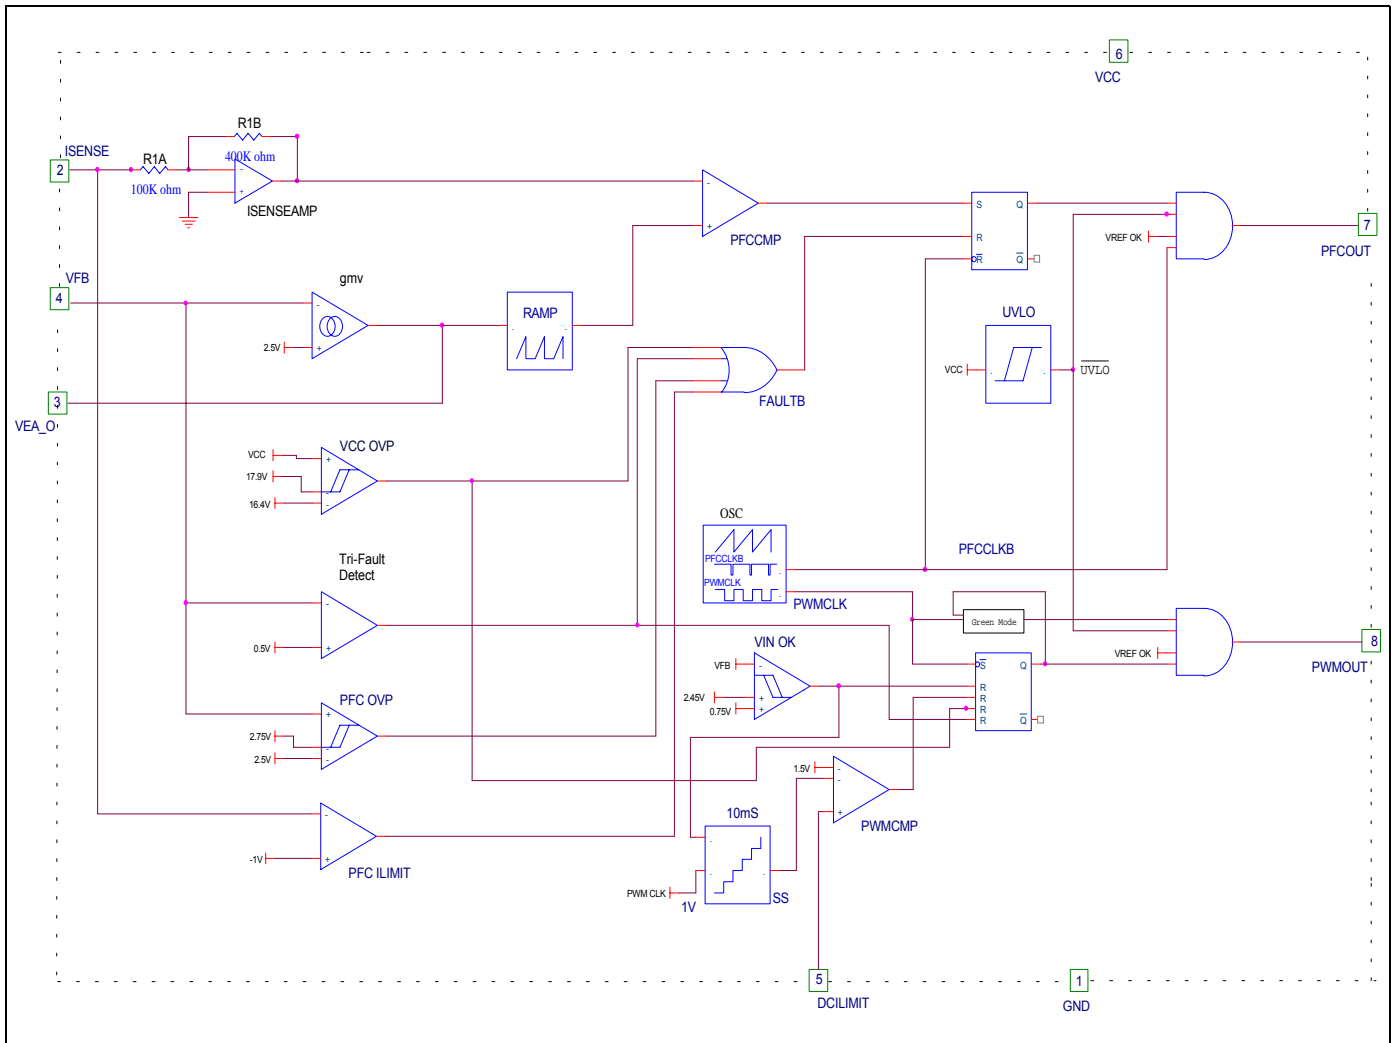 6
VCC
R1B
ISENSE
R1A
400K ohm
2
100K ohm
-
+
ISENSEAMP
-
+
PFCCMP
S
Q
R
R
Q
VREF OK
7
PFCOUT
VFB
4
gmv
-
2.5V
+
RAMP
UVLO
VCC
UVLO
3
VEA_O
FAULTB
VCC OVP
VCC
+
17.9V
-
16.4V
-
OSC
PFCCLKB
PWMCLK
PFCCLKB
PWMCLK
Tri-Fault
Detect
-
0.5V
+
Green Mode
VIN OK
VFB
-
2.45V
+
0.75V
+
S
Q
R
R
R
R
Q
VREF OK
8
PWMOUT
PFC OVP
+
2.75V
-
2.5V
-
1.5V
-
-
+
PWMCMP
10mS
-
-1V
+
PFC ILIMIT
PWM CLK
1V
SS
5
DCILIMIT
1
GND